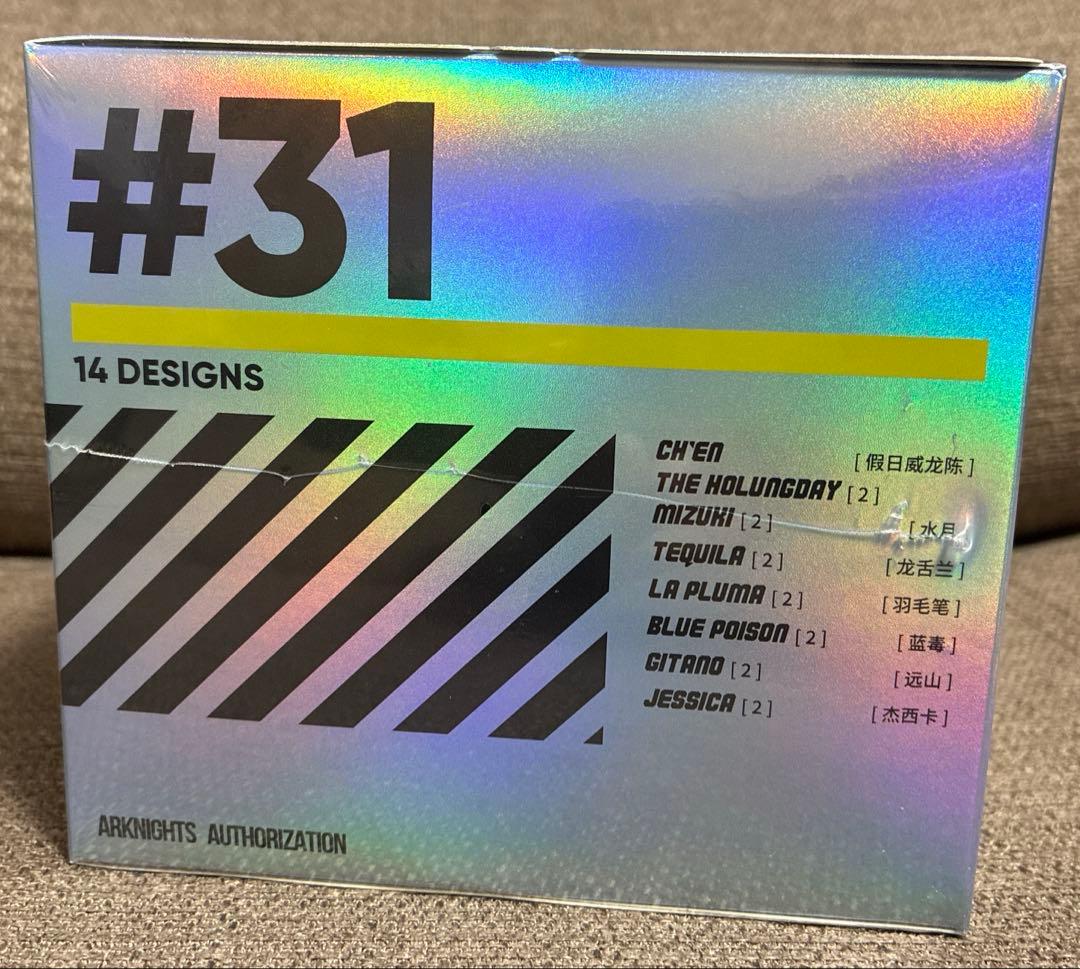 #31
14 DESIGNS
CH'EN [假日威龙陈]
THE HOLUNGDAY [2]
MIZUKI [2] [水月]
TEQUILA [2] [龙舌兰]
LA PLUMA [2] [羽毛笔]
BLUE POISON [2] [蓝毒]
GITANO [2] [远山]
JESSICA [2] [杰西卡]
ARKNIGHTS AUTHORIZATION